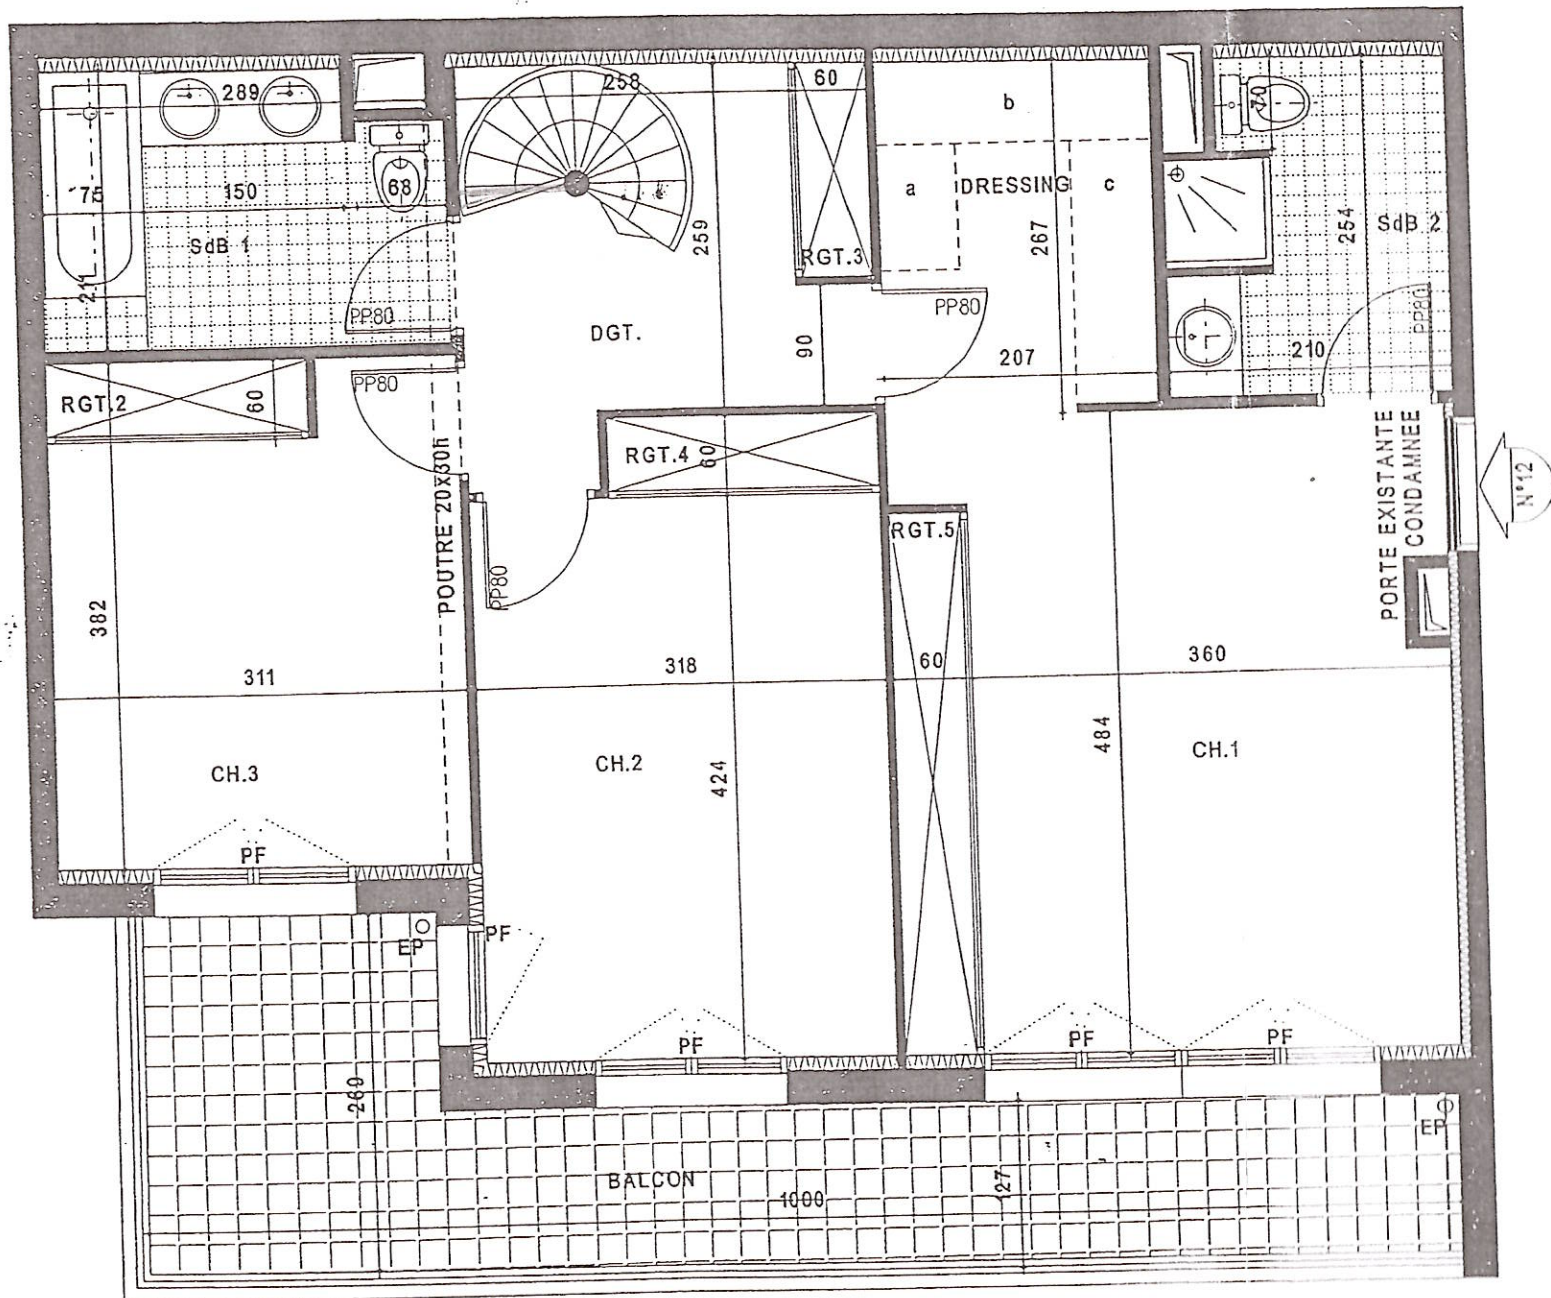 289
258
60
b
70
75
150
68
a
DRESSING
c
SdB 1
211
259
RGT.3
267
254
SdB 2
PP80
DGT.
90
PP80
207
210
PP80
RGT.2
60
PP80
RGT.4
60
POUTRE 20x30h
RGT.5
PORTE EXISTANTE
CONDAMNEE
N°12
PP80
382
311
318
60
360
CH.3
CH.2
424
484
CH.1
PF
EP
PF
PF
PF
PF
269
EP
BALCON
1000
127